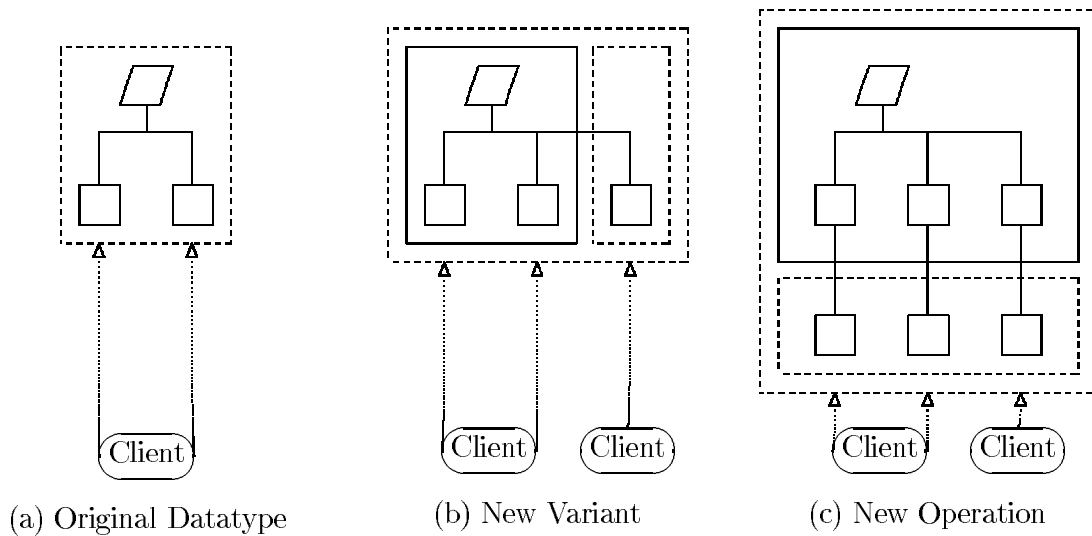 Client
Client
Client
Client
Client
(a) Original Datatype
(b) New Variant
(c) New Operation